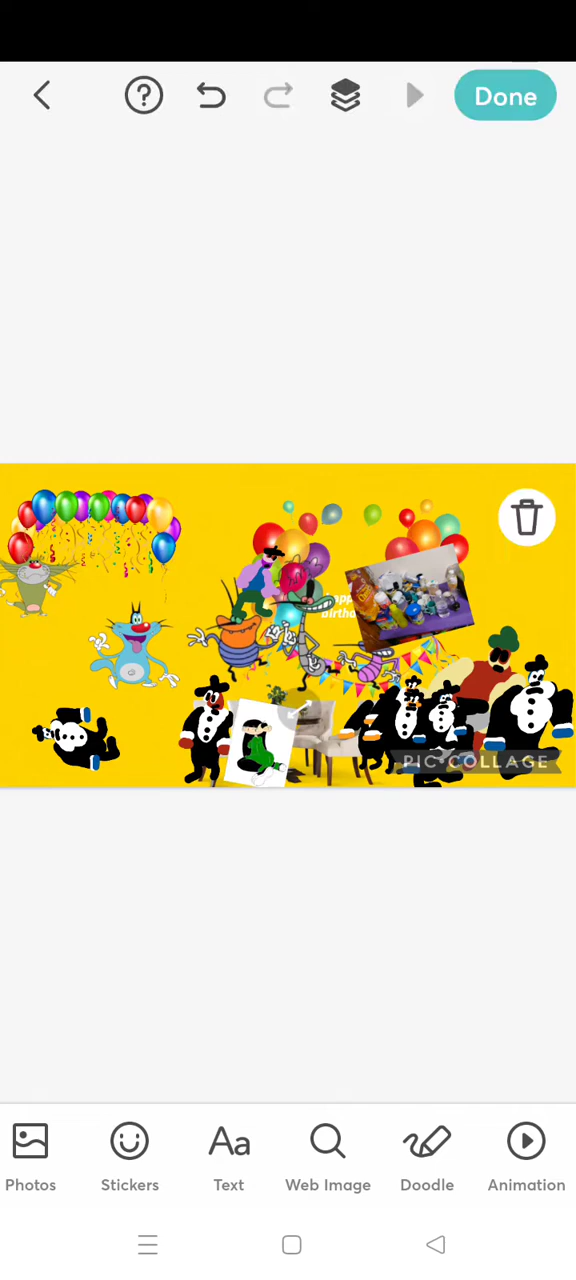 Done
PIC COLLAGE
Photos
Stickers
Aa
Text
Web Image
Doodle
Animation